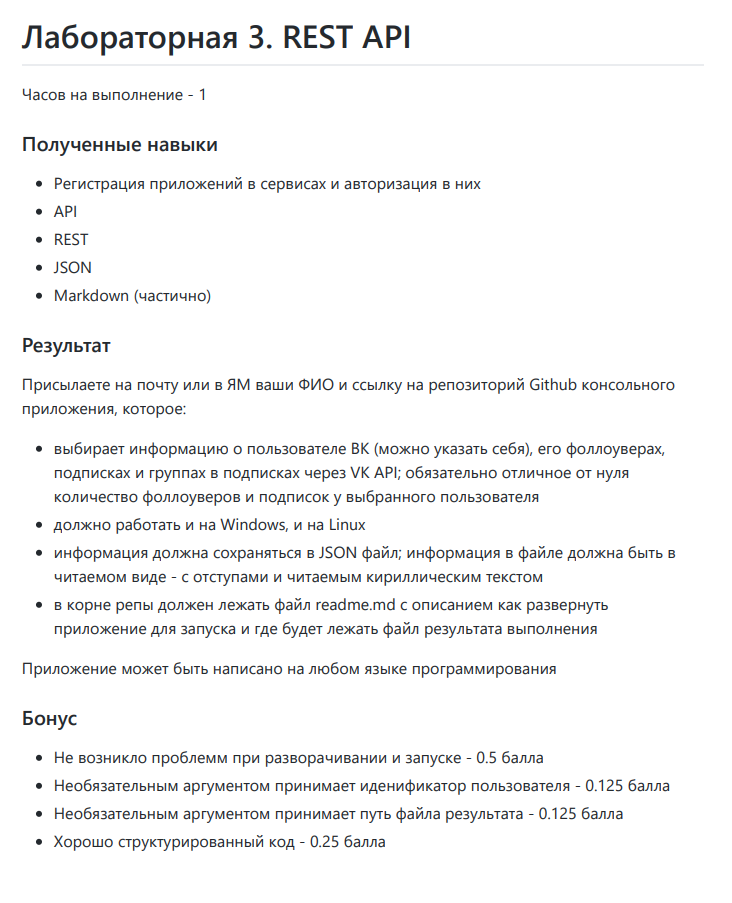 Лабораторная 3. REST API
Часов на выполнение - 1
Полученные навыки
• Регистрация приложений в сервисах и авторизация в них
• API
• REST
• JSON
• Markdown (частично)
Результат
Присылаете на почту или в ЯМ ваши ФИО и ссылку на репозиторий Github консольного
приложения, которое:
• выбирает информацию о пользователе ВК (можно указать себя), его фоллоуверах,
подписках и группах в подписках через VK API; обязательно отличное от нуля
количество фоллоуверов и подписок у выбранного пользователя
• должно работать и на Windows, и на Linux
• информация должна сохраняться в JSON файл; информация в файле должна быть в
читаемом виде - с отступами и читаемым кириллическим текстом
• в корне репы должен лежать файл readme.md с описанием как развернуть
приложение для запуска и где будет лежать файл результата выполнения
Приложение может быть написано на любом языке программирования
Бонус
• Не возникло проблемм при разворачивании и запуске - 0.5 балла
• Необязательным аргументом принимает иденификатор пользователя - 0.125 балла
• Необязательным аргументом принимает путь файла результата - 0.125 балла
• Хорошо структурированный код - 0.25 балла